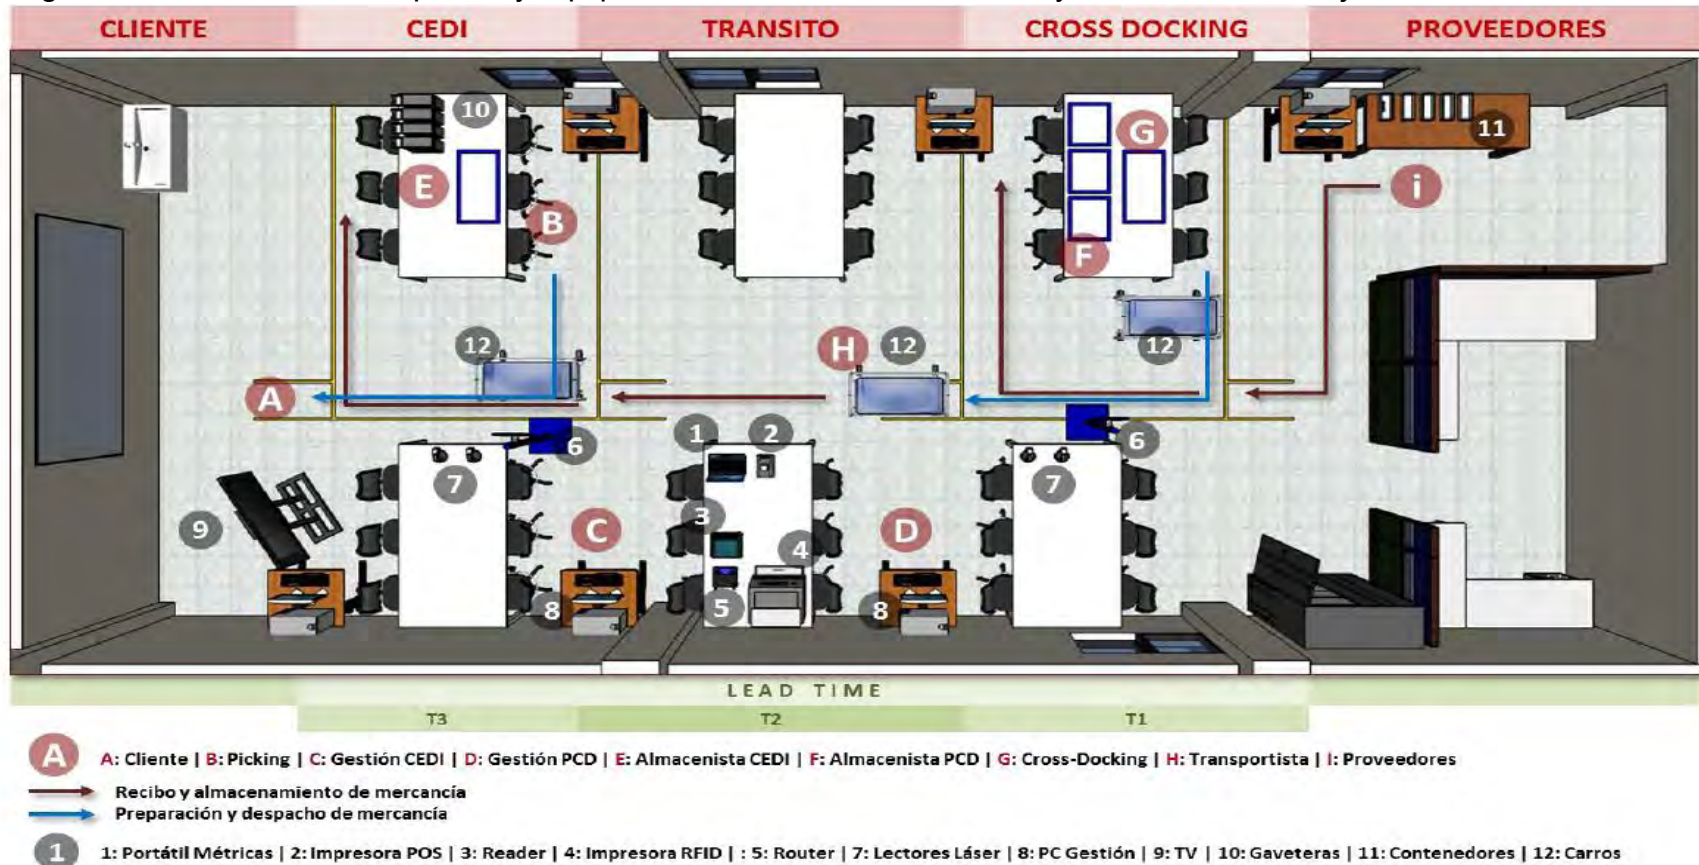 CLIENTE CEDI TRANSITO CROSS DOCKING PROVEEDORES
10 G 11
E B i
F
12 H 12 12
A
1 2 6 6
7 7
9 3 C D
4
5 8 8
LEAD TIME
T3 T2 T1
A A: Cliente | B: Picking | C: Gestión CEDI | D: Gestión PCD | E: Almacenista CEDI | F: Almacenista PCD | G: Cross-Docking | H: Transportista | I: Proveedores
Recibo y almacenamiento de mercancía
Preparación y despacho de mercancía
1 1: Portátil Métricas | 2: Impresora POS | 3: Reader | 4: Impresora RFID | : 5: Router | 7: Lectores Láser | 8: PC Gestión | 9: TV | 10: Gaveteras | 11: Contenedores | 12: Carros